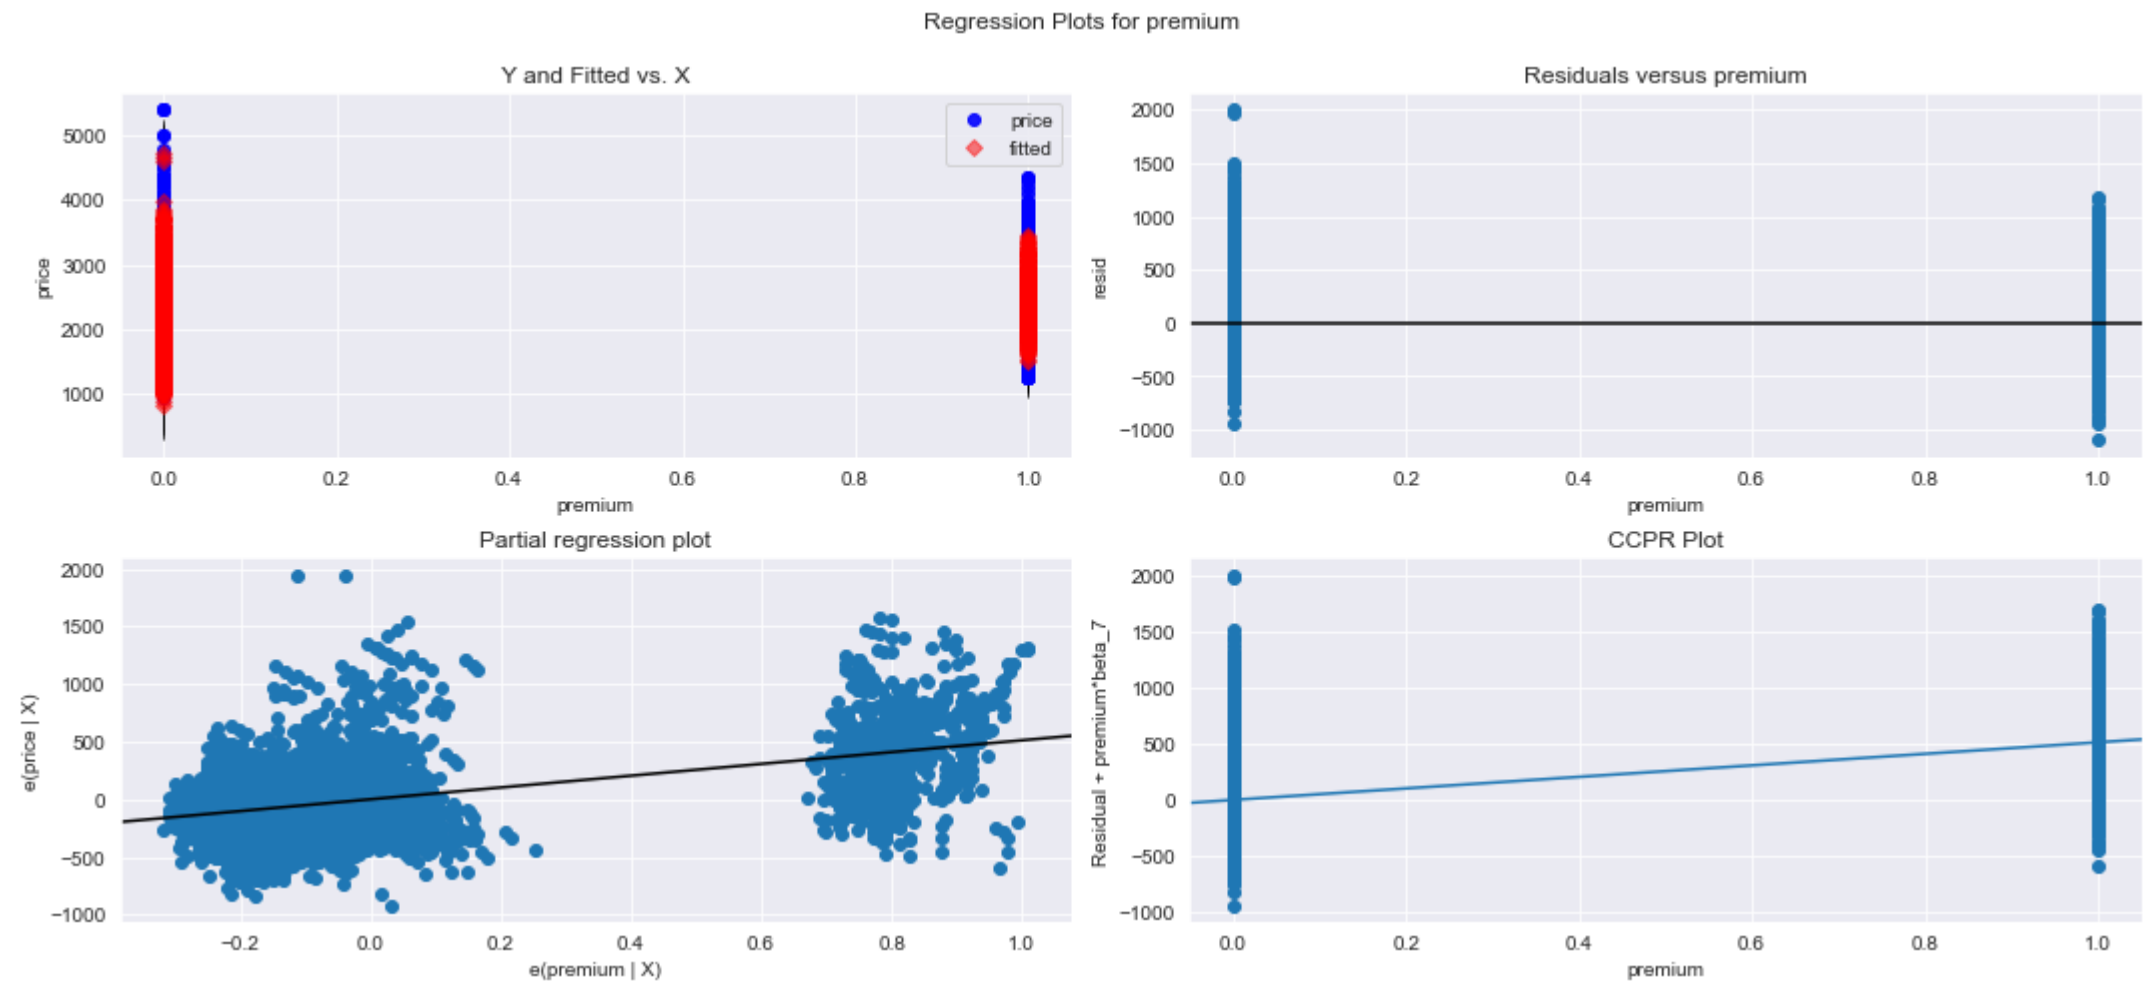 Regression Plots for premium
Y and Fitted vs. X
price
fitted
5000
4000
3000
2000
1000
price
0.0 0.2 0.4 0.6 0.8 1.0
premium
Residuals versus premium
2000
1500
1000
500
0
−500
−1000
resid
0.0 0.2 0.4 0.6 0.8 1.0
premium
Partial regression plot
2000
1500
1000
500
0
−500
−1000
e(price | X)
−0.2 0.0 0.2 0.4 0.6 0.8 1.0
e(premium | X)
CCPR Plot
2000
1500
1000
500
0
−500
−1000
Residual + premium*beta_7
0.0 0.2 0.4 0.6 0.8 1.0
premium